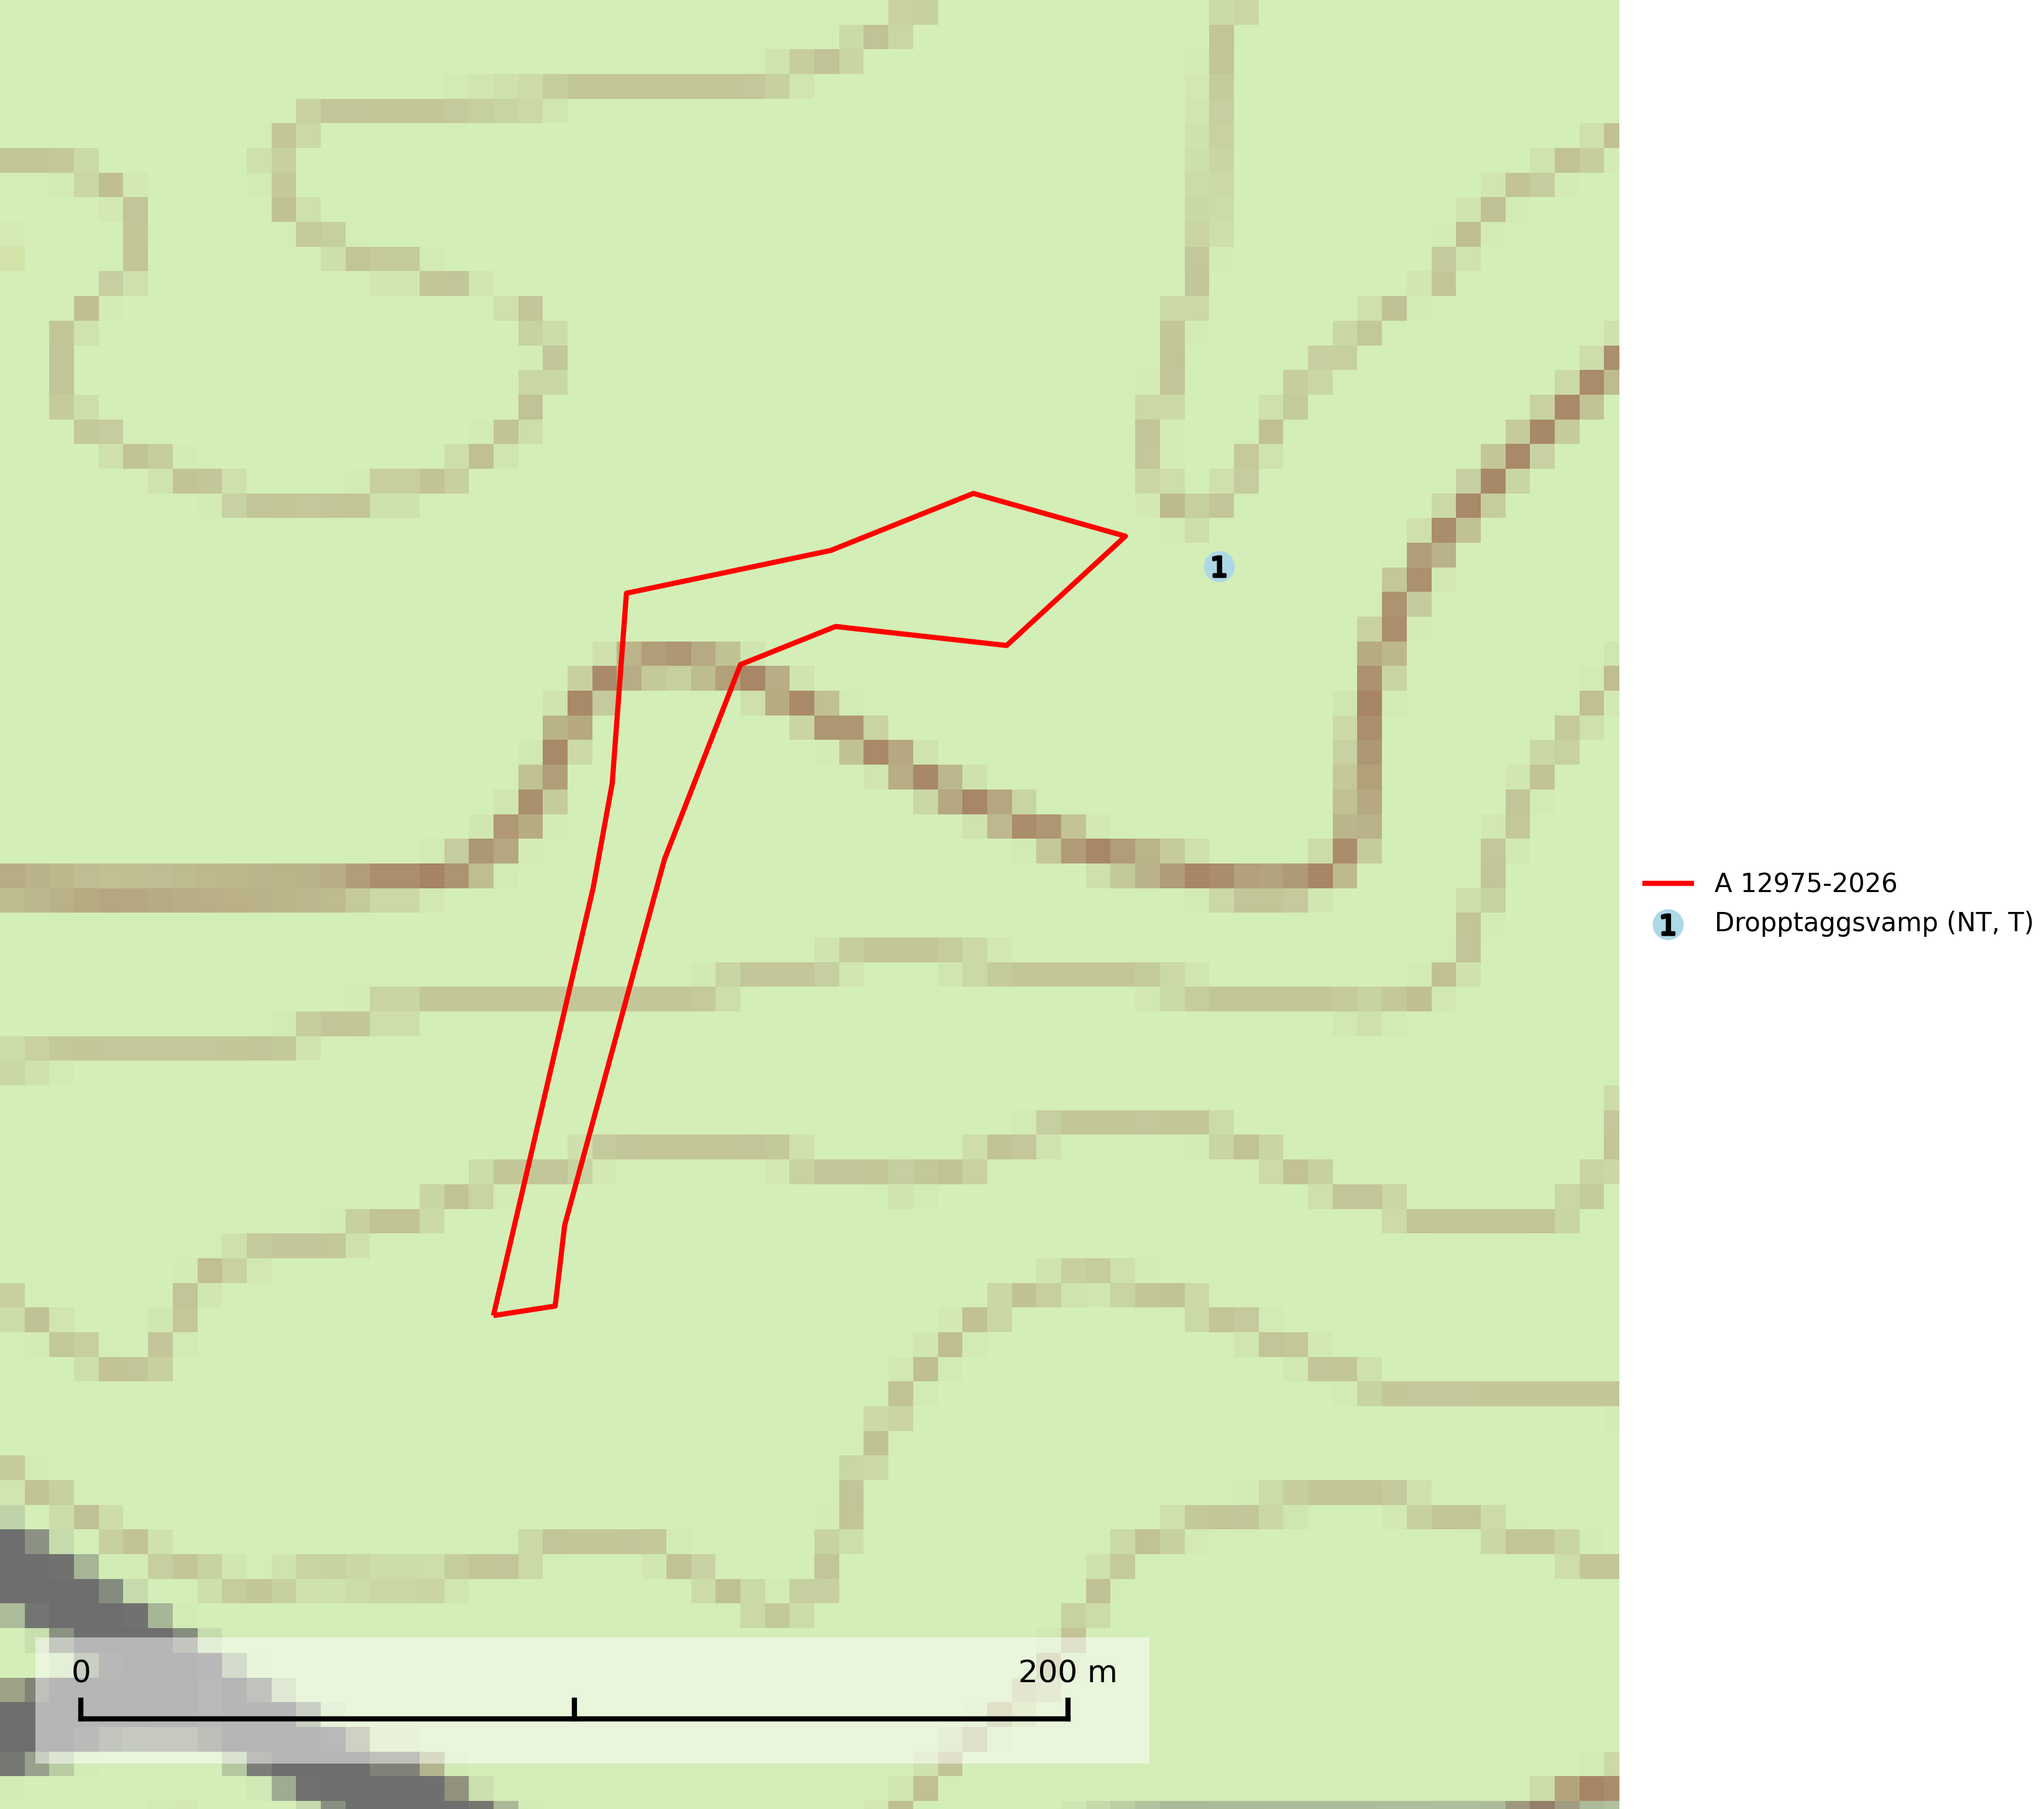 1
A 12975-2026
1 Dropptaggsvamp (NT, T)
0 200 m